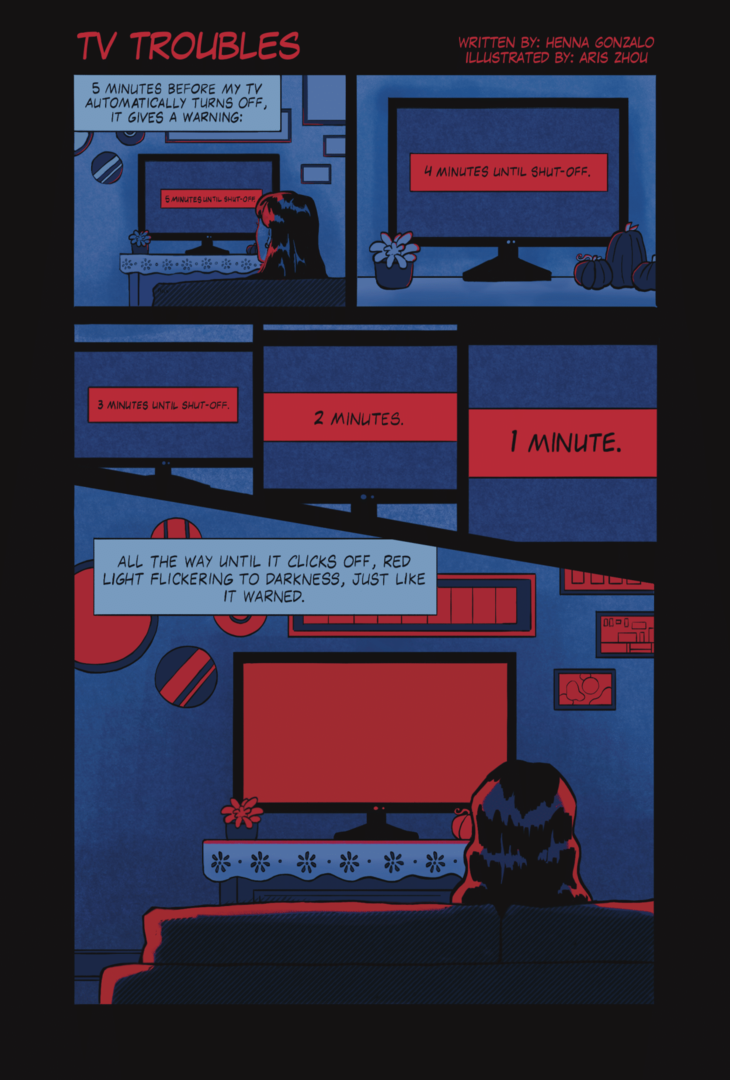 TV TROUBLES
WRITTEN BY: HENNA GONZALO
ILLUSTRATED BY: ARIS ZHOU
5 MINUTES BEFORE MY TV
AUTOMATICALLY TURNS OFF,
IT GIVES A WARNING:
5 MINUTES UNTIL SHUT-OFF.
4 MINUTES UNTIL SHUT-OFF.
3 MINUTES UNTIL SHUT-OFF.
2 MINUTES.
1 MINUTE.
ALL THE WAY UNTIL IT CLICKS OFF, RED
LIGHT FLICKERING TO DARKNESS, JUST LIKE
IT WARNED.